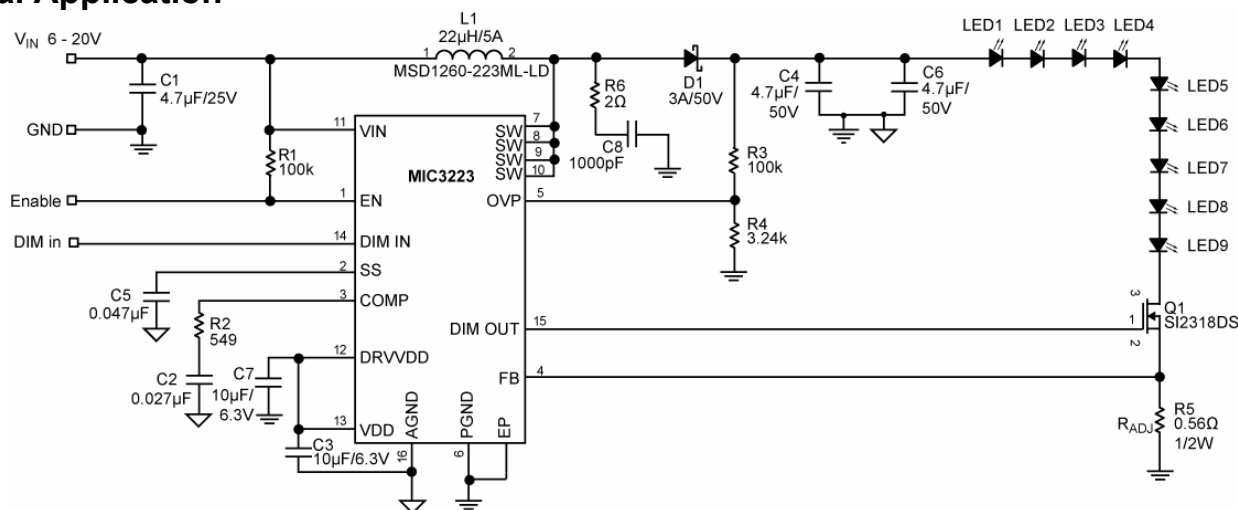 al Application
V_IN 6 - 20V
L1
22µH/5A
1 2
MSD1260-223ML-LD
C1
4.7µF/25V
GND
R1
100k
Enable
DIM in
R6
2Ω
C8
1000pF
D1
3A/50V
R3
100k
R4
3.24k
C4
4.7µF/
50V
C6
4.7µF/
50V
LED1 LED2 LED3 LED4
LED5
LED6
LED7
LED8
LED9
MIC3223
11 VIN
1 EN
14 DIM IN
2 SS
3 COMP
12 DRVVDD
13 VDD
AGND
16
PGND
6
EP
SW 7
SW 8
SW 9
SW 10
OVP 5
DIM OUT 15
FB 4
C5
0.047µF
R2
549
C2
0.027µF
C7
10µF/
6.3V
C3
10µF/6.3V
3
1
2
Q1
SI2318DS
R_ADJ
R5
0.56Ω
1/2W